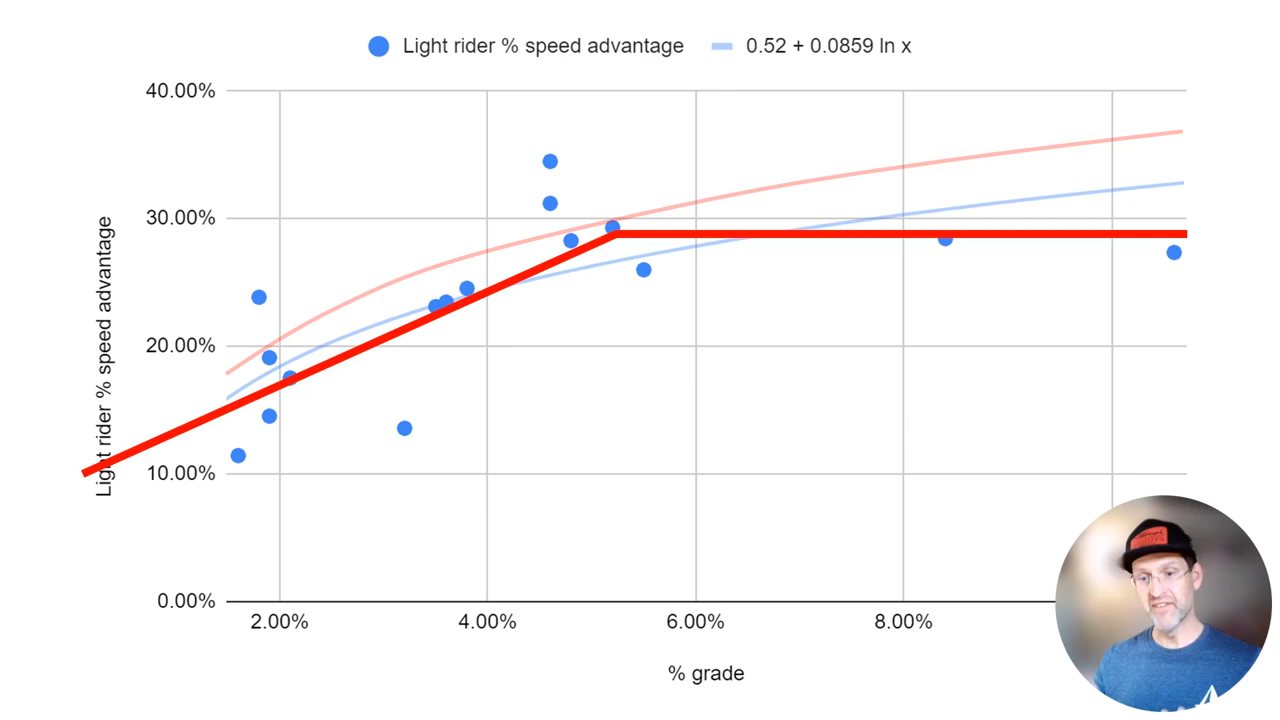 Light rider % speed advantage
0.52 + 0.0859 ln x
40.00%
30.00%
20.00%
10.00%
0.00%
Light rider % speed advantage
2.00%
4.00%
6.00%
8.00%
% grade